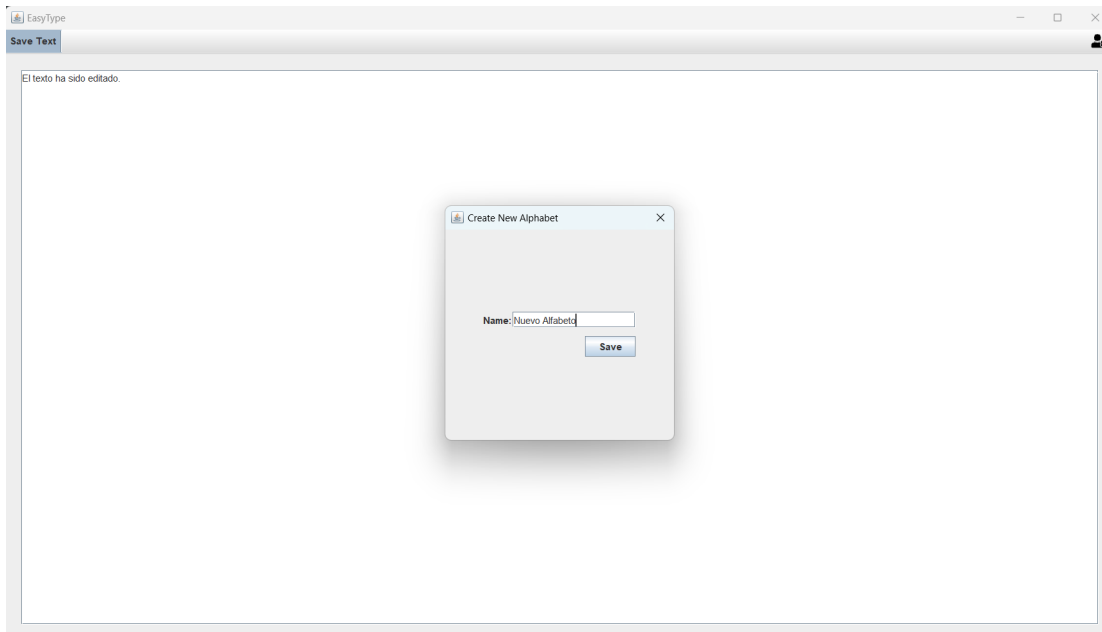 EasyType
Save Text
El texto ha sido editado.
Create New Alphabet
Name: Nuevo Alfabeto
Save